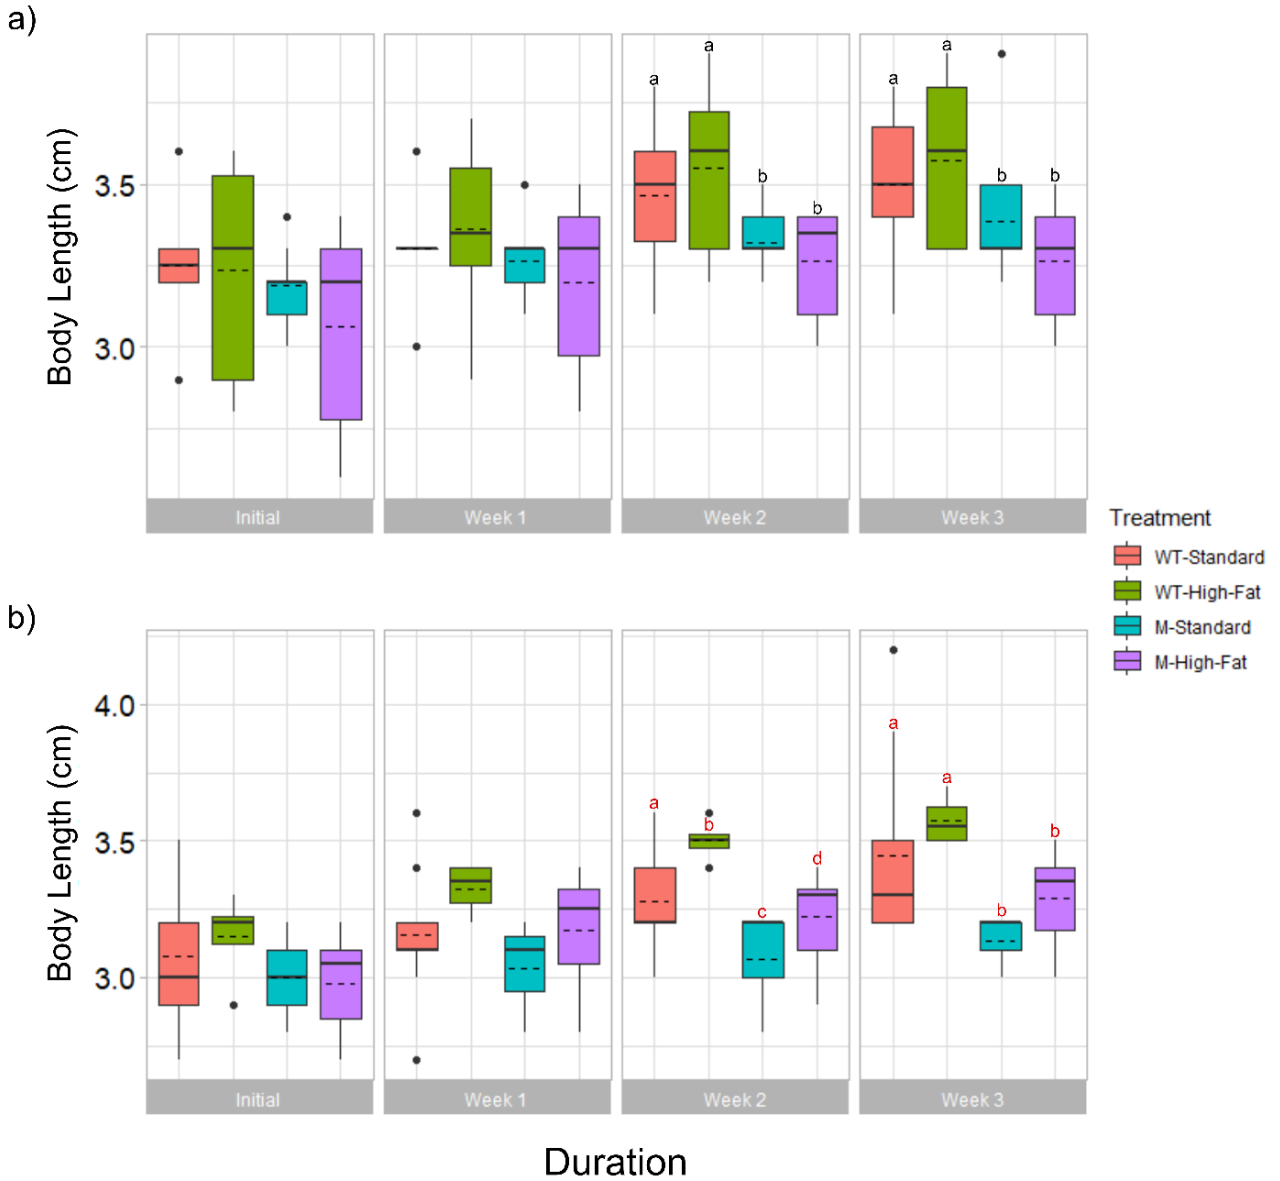 a)
a
a
b
b
a
a
b
b
Body Length (cm)
3.5
3.0
Initial
Week 1
Week 2
Week 3
Treatment
WT-Standard
WT-High-Fat
M-Standard
M-High-Fat
b)
a
b
c
d
a
a
b
b
Body Length (cm)
4.0
3.5
3.0
Initial
Week 1
Week 2
Week 3
Duration